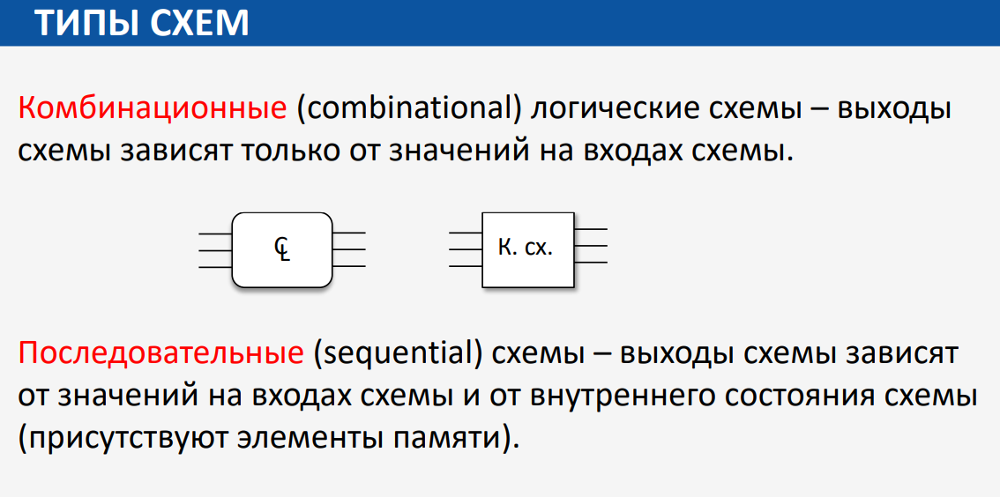 ТИПЫ СХЕМ
Комбинационные (combinational) логические схемы – выходы
схемы зависят только от значений на входах схемы.
℄
К. сх.
Последовательные (sequential) схемы – выходы схемы зависят
от значений на входах схемы и от внутреннего состояния схемы
(присутствуют элементы памяти).